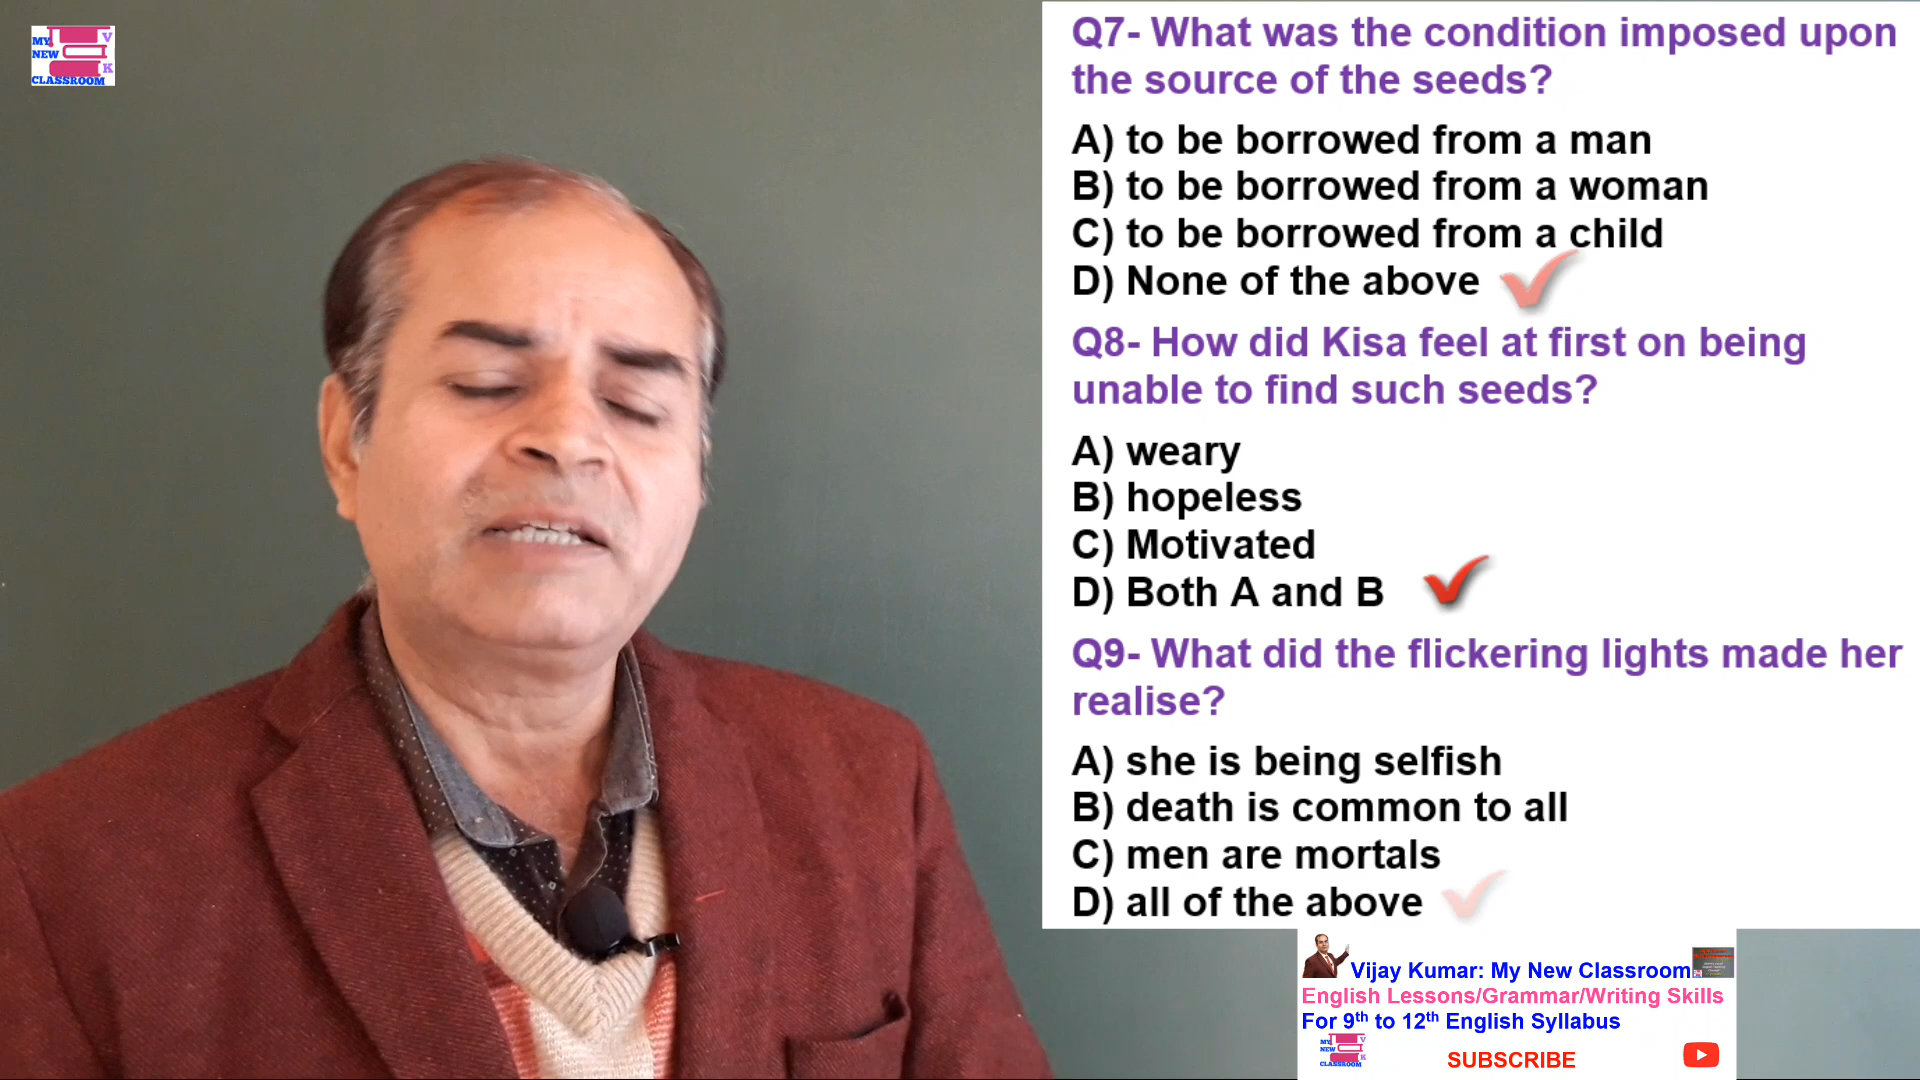 MY
NEW
CLASSROOM
V
K
Q7- What was the condition imposed upon
the source of the seeds?
A) to be borrowed from a man
B) to be borrowed from a woman
C) to be borrowed from a child
D) None of the above
Q8- How did Kisa feel at first on being
unable to find such seeds?
A) weary
B) hopeless
C) Motivated
D) Both A and B
Q9- What did the flickering lights made her
realise?
A) she is being selfish
B) death is common to all
C) men are mortals
D) all of the above
Vijay Kumar: My New Classroom
English Lessons/Grammar/Writing Skills
For 9th to 12th English Syllabus
MY
NEW
CLASSROOM
V
K
SUBSCRIBE